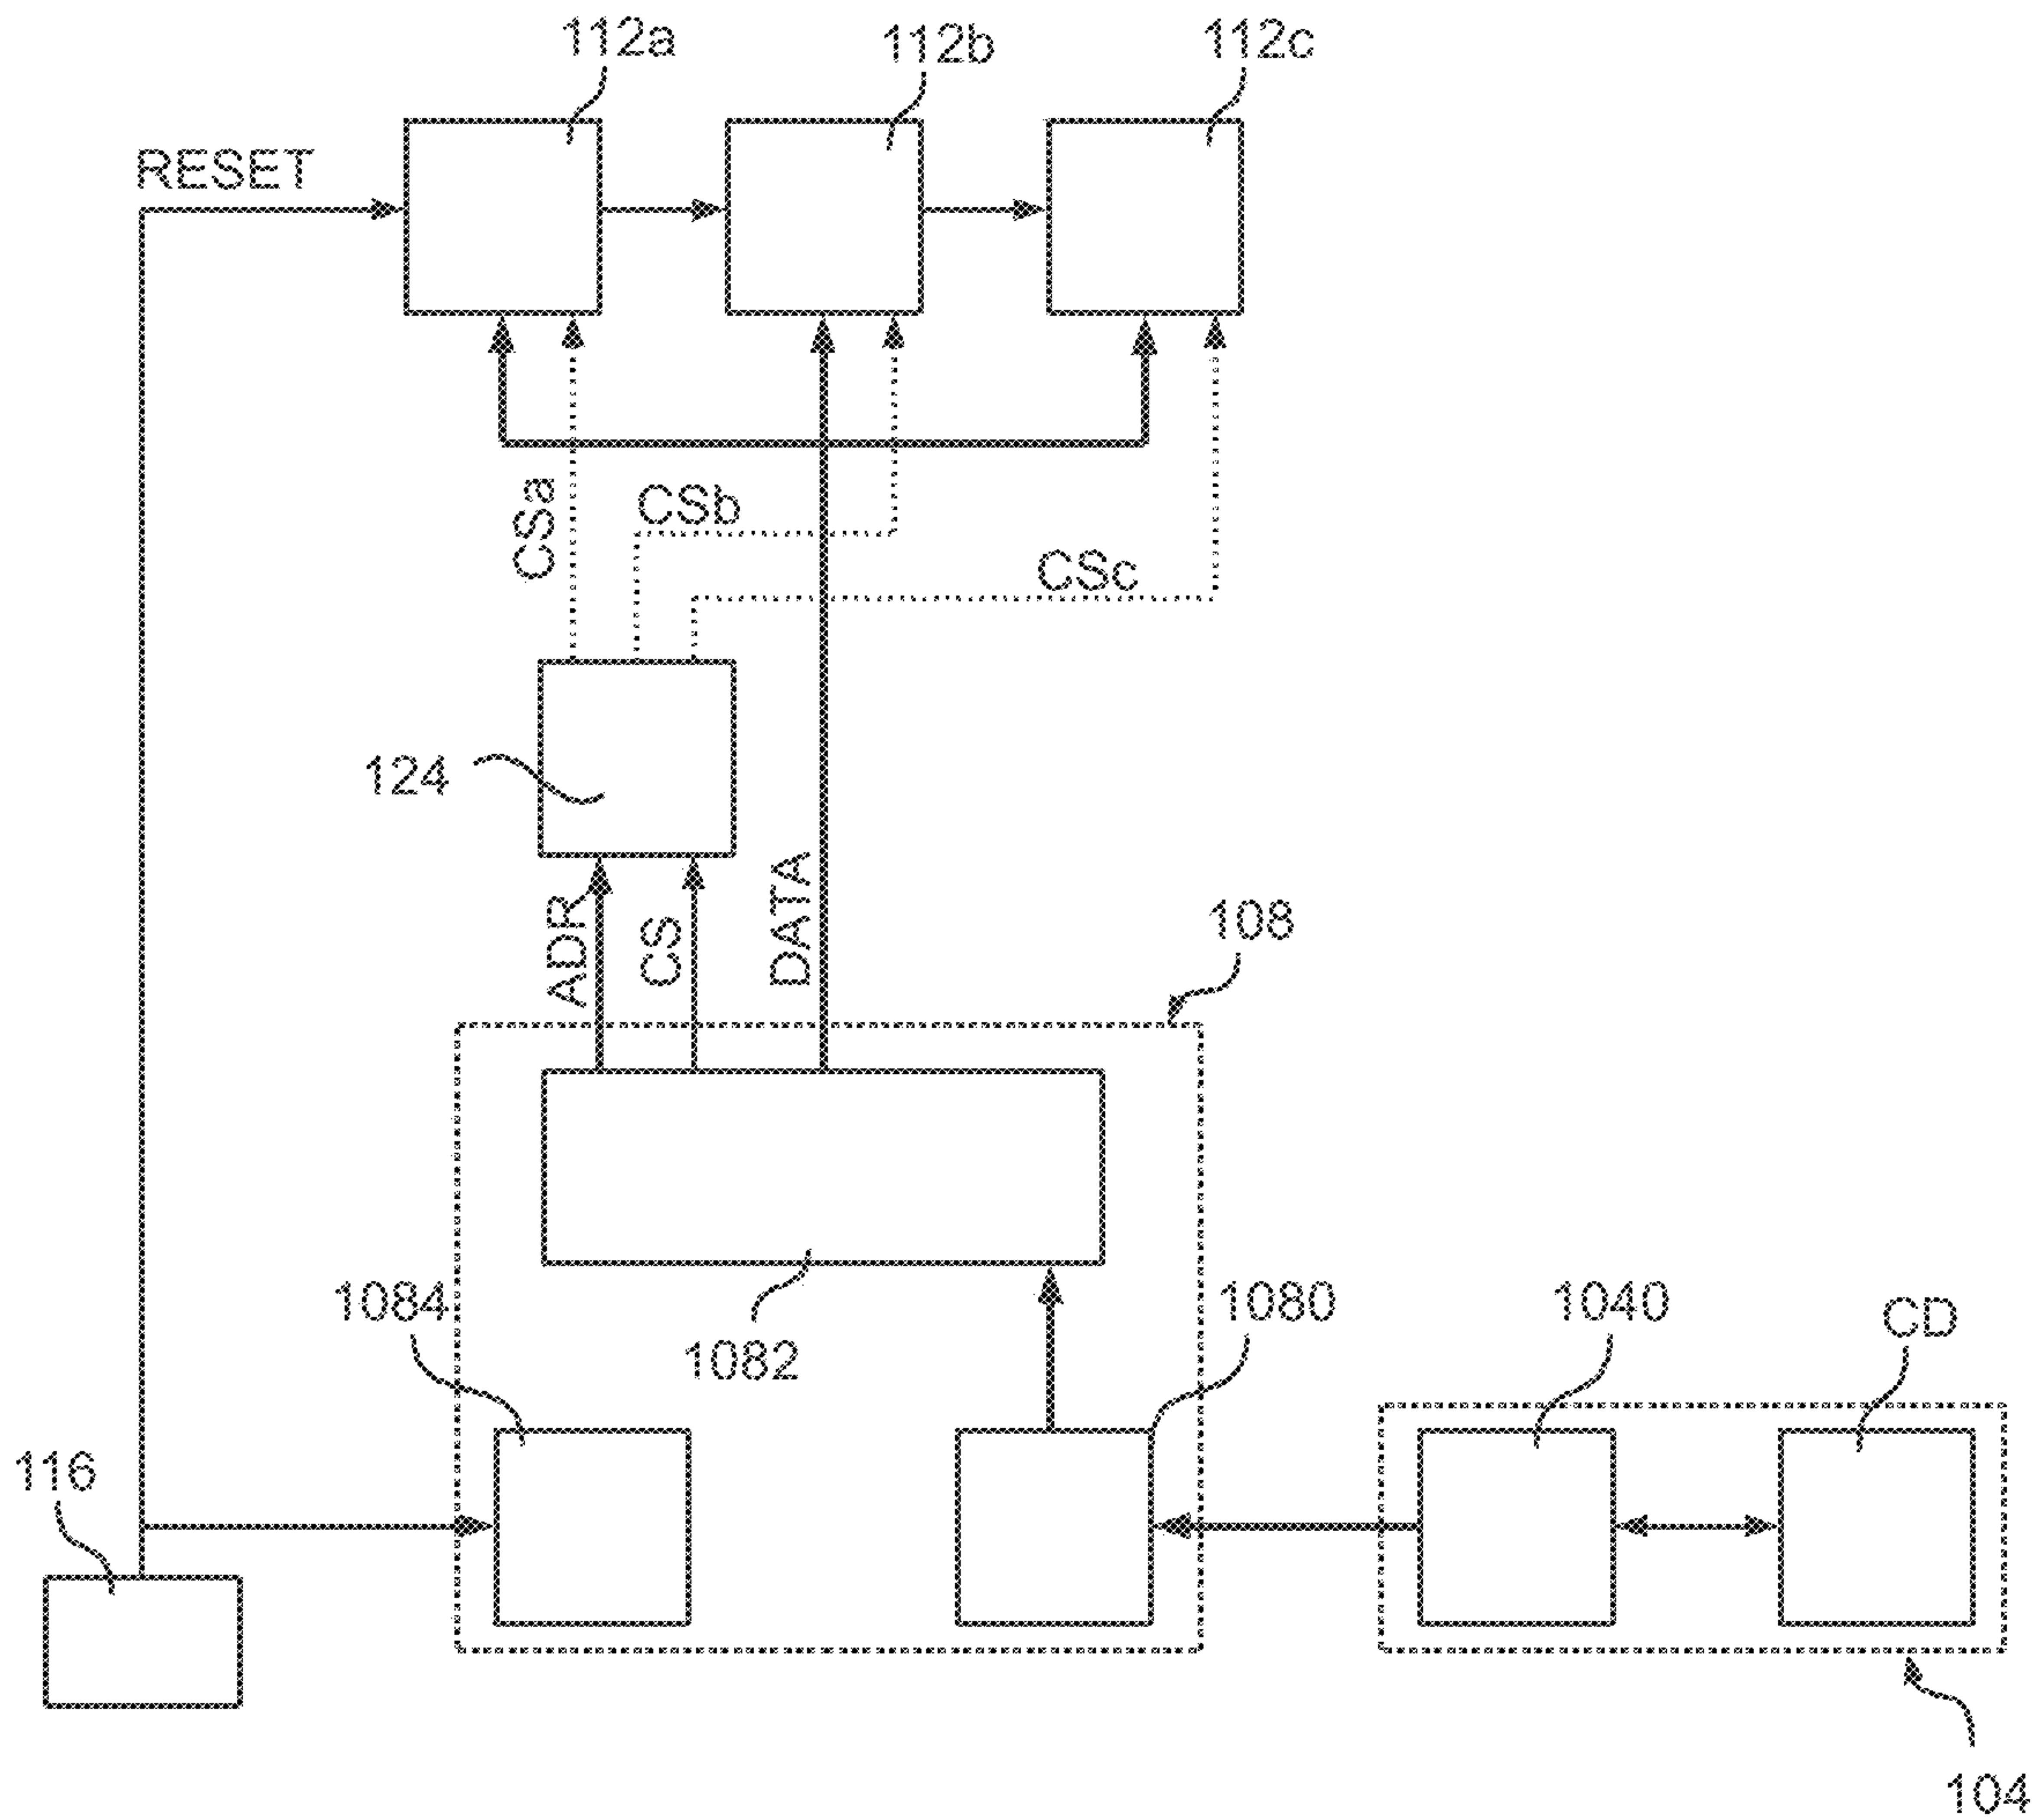 112a
112b
112c
RESET
CSa
CSb
CSc
124
ADR
CS
DATA
108
1084
1082
1080
1040
CD
116
104